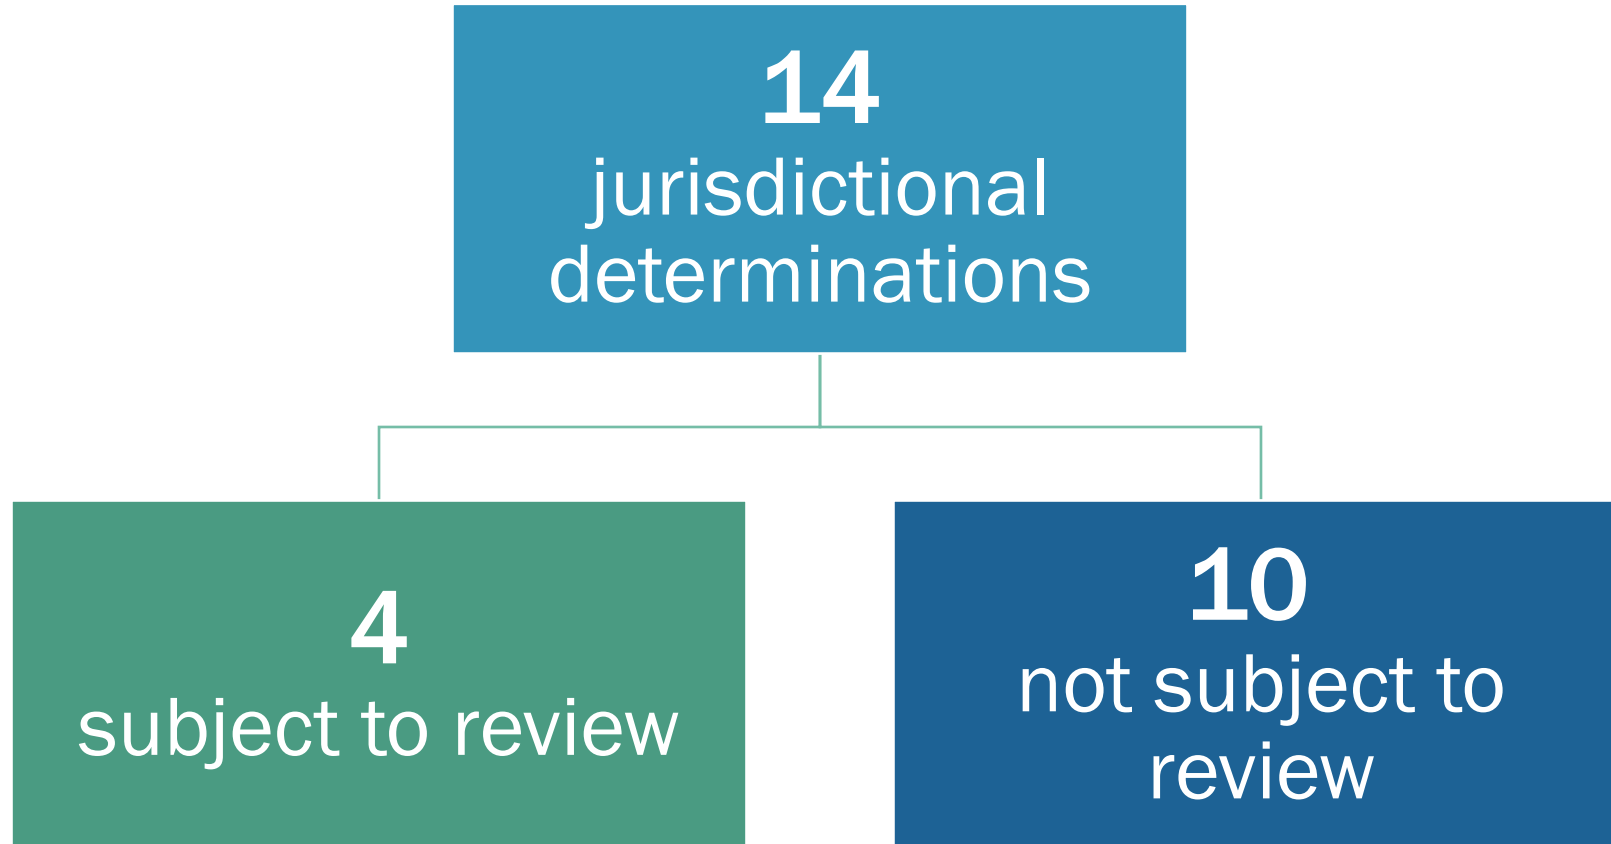 14
jurisdictional
determinations
4
subject to review
10
not subject to
review